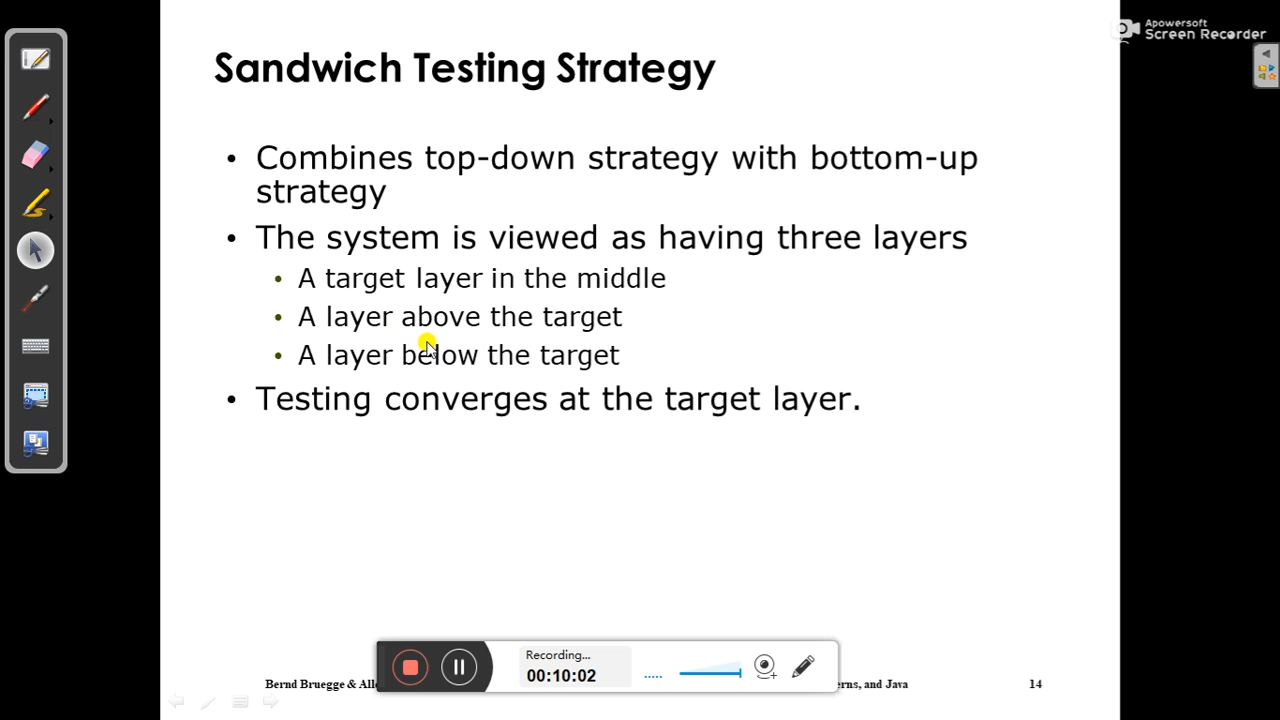 Apowersoft
Screen Recorder
Sandwich Testing Strategy
• Combines top-down strategy with bottom-up
strategy
• The system is viewed as having three layers
• A target layer in the middle
• A layer above the target
• A layer below the target
• Testing converges at the target layer.
Recording...
00:10:02
Bernd Bruegge & and Java 14